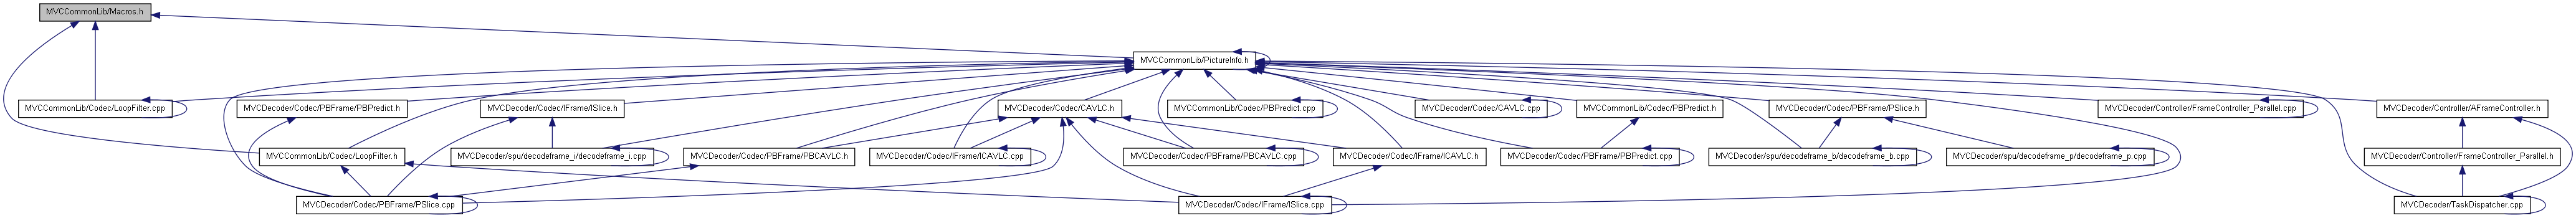 MVCCommonLib/Macros.h
MVCCommonLib/PictureInfo.h
MVCCommonLib/Codec/LoopFilter.cpp
MVCDecoder/Codec/PBFrame/PBPredict.h
MVCDecoder/Codec/IFrame/ISlice.h
MVCDecoder/Codec/CAVLC.h
MVCCommonLib/Codec/PBPredict.cpp
MVCDecoder/Codec/CAVLC.cpp
MVCCommonLib/Codec/PBPredict.h
MVCDecoder/Codec/PBFrame/PSlice.h
MVCDecoder/Controller/FrameController_Parallel.cpp
MVCDecoder/Controller/AFrameController.h
MVCCommonLib/Codec/LoopFilter.h
MVCDecoder/spu/decodeframe_i/decodeframe_i.cpp
MVCDecoder/Codec/PBFrame/PBCAVLC.h
MVCDecoder/Codec/IFrame/ICAVLC.cpp
MVCDecoder/Codec/PBFrame/PBCAVLC.cpp
MVCDecoder/Codec/IFrame/ICAVLC.h
MVCDecoder/Codec/PBFrame/PBPredict.cpp
MVCDecoder/spu/decodeframe_b/decodeframe_b.cpp
MVCDecoder/spu/decodeframe_p/decodeframe_p.cpp
MVCDecoder/Controller/FrameController_Parallel.h
MVCDecoder/Codec/PBFrame/PSlice.cpp
MVCDecoder/Codec/IFrame/ISlice.cpp
MVCDecoder/TaskDispatcher.cpp